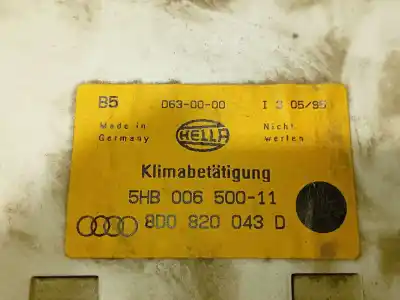 B5 063-00-00 I 3 05/95
Made in
Germany
HELLA
Nicht
werfen
Klimabetätigung
5HB 006 500-11
8D0 820 043 D